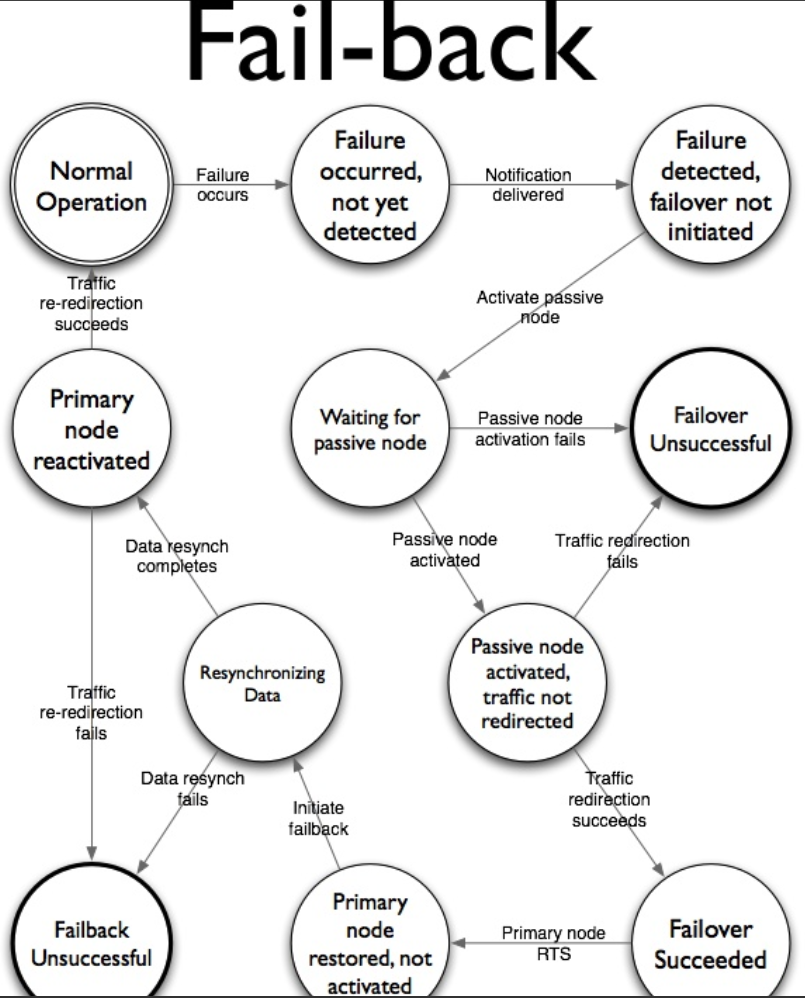 Fail-back
Normal
Operation
Failure
occurs
Failure
occurred,
not yet
detected
Notification
delivered
Failure
detected,
failover not
initiated
Traffic
re-redirection
succeeds
Activate passive
node
Primary
node
reactivated
Waiting for
passive node
Passive node
activation fails
Failover
Unsuccessful
Data resynch
completes
Passive node
activated
Traffic redirection
fails
Resynchronizing
Data
Passive node
activated,
traffic not
redirected
Traffic
re-redirection
fails
Data resynch
fails
Initiate
failback
Traffic
redirection
succeeds
Failback
Unsuccessful
Primary
node
restored, not
activated
Primary node
RTS
Failover
Succeeded